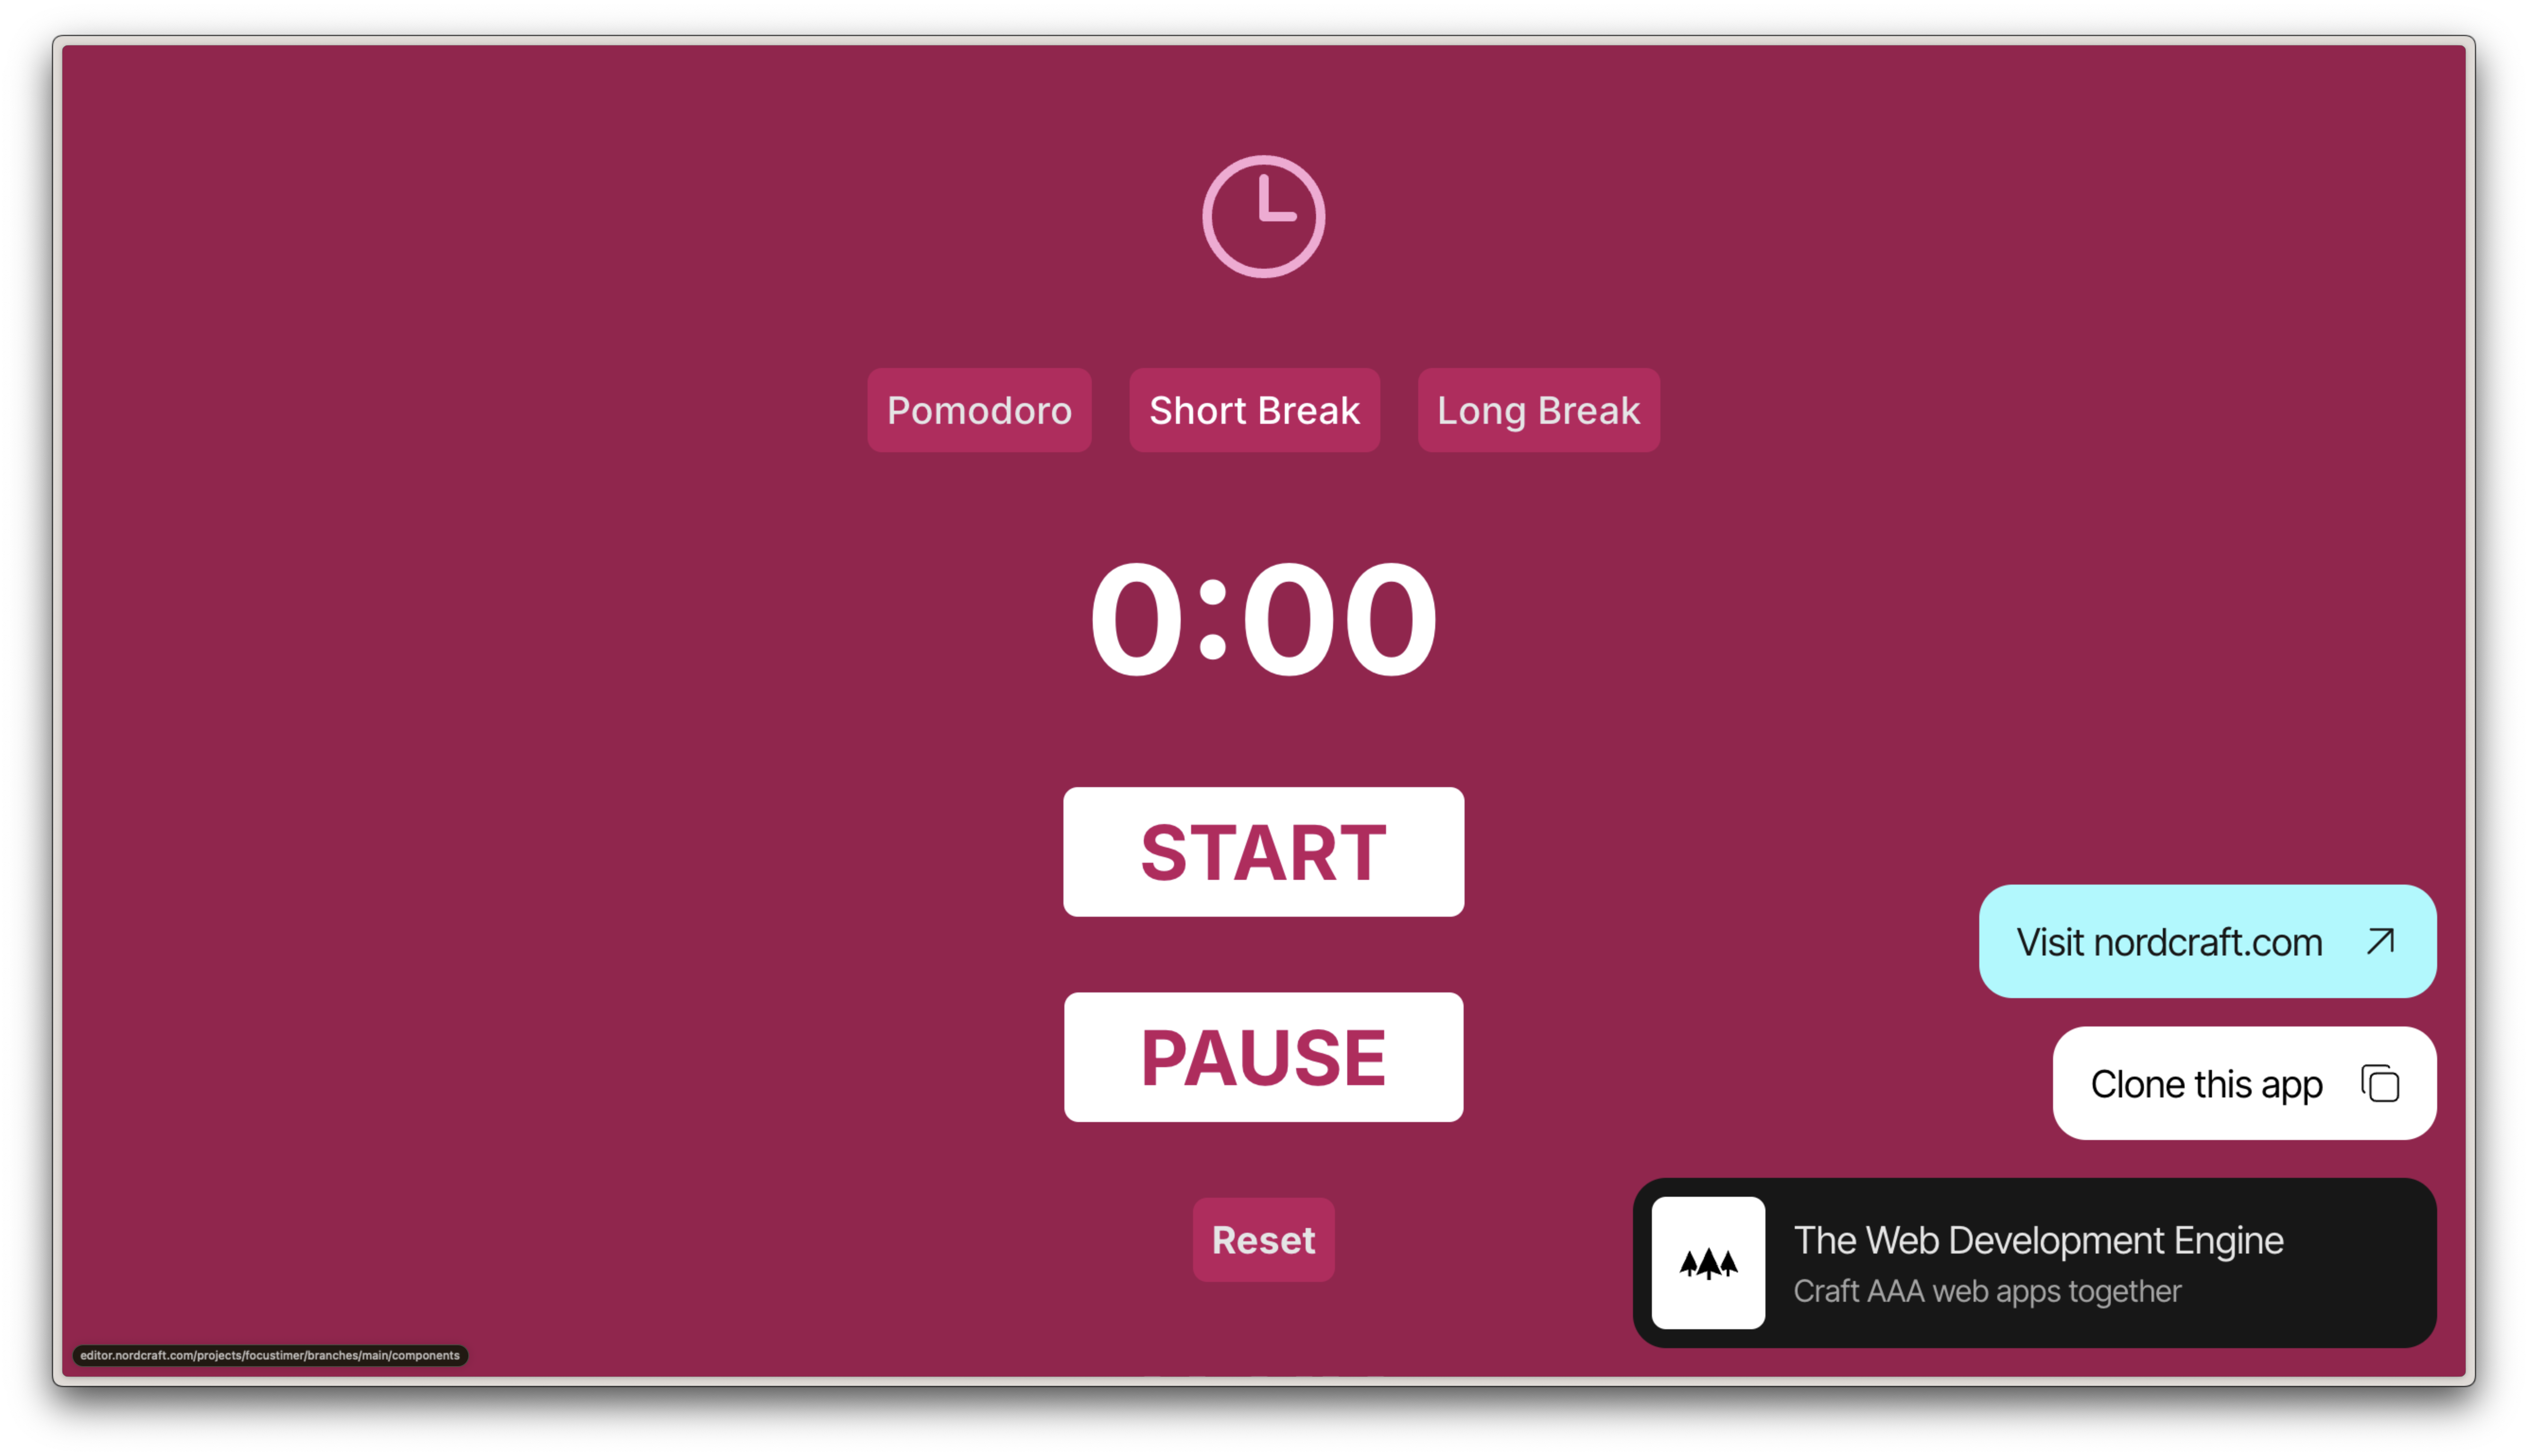 Pomodoro
Short Break
Long Break
0:00
START
PAUSE
Reset
Visit nordcraft.com
Clone this app
The Web Development Engine
Craft AAA web apps together
editor.nordcraft.com/projects/focustimer/branches/main/components